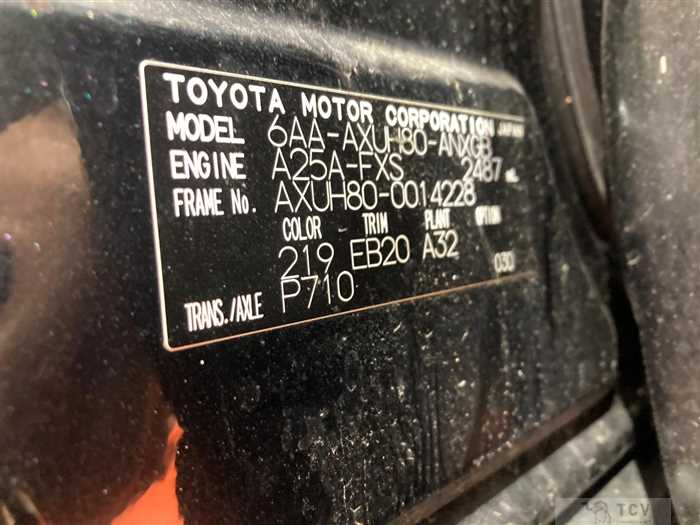 TOYOTA MOTOR CORPORATION JAPAN
MODEL 6AA-AXUH80-ANXGB
ENGINE A25A-FXS 2487 mL
FRAME No. AXUH80-0014228
COLOR TRIM PLANT OPTION
219 EB20 A32 030
TRANS./AXLE P710
TCV